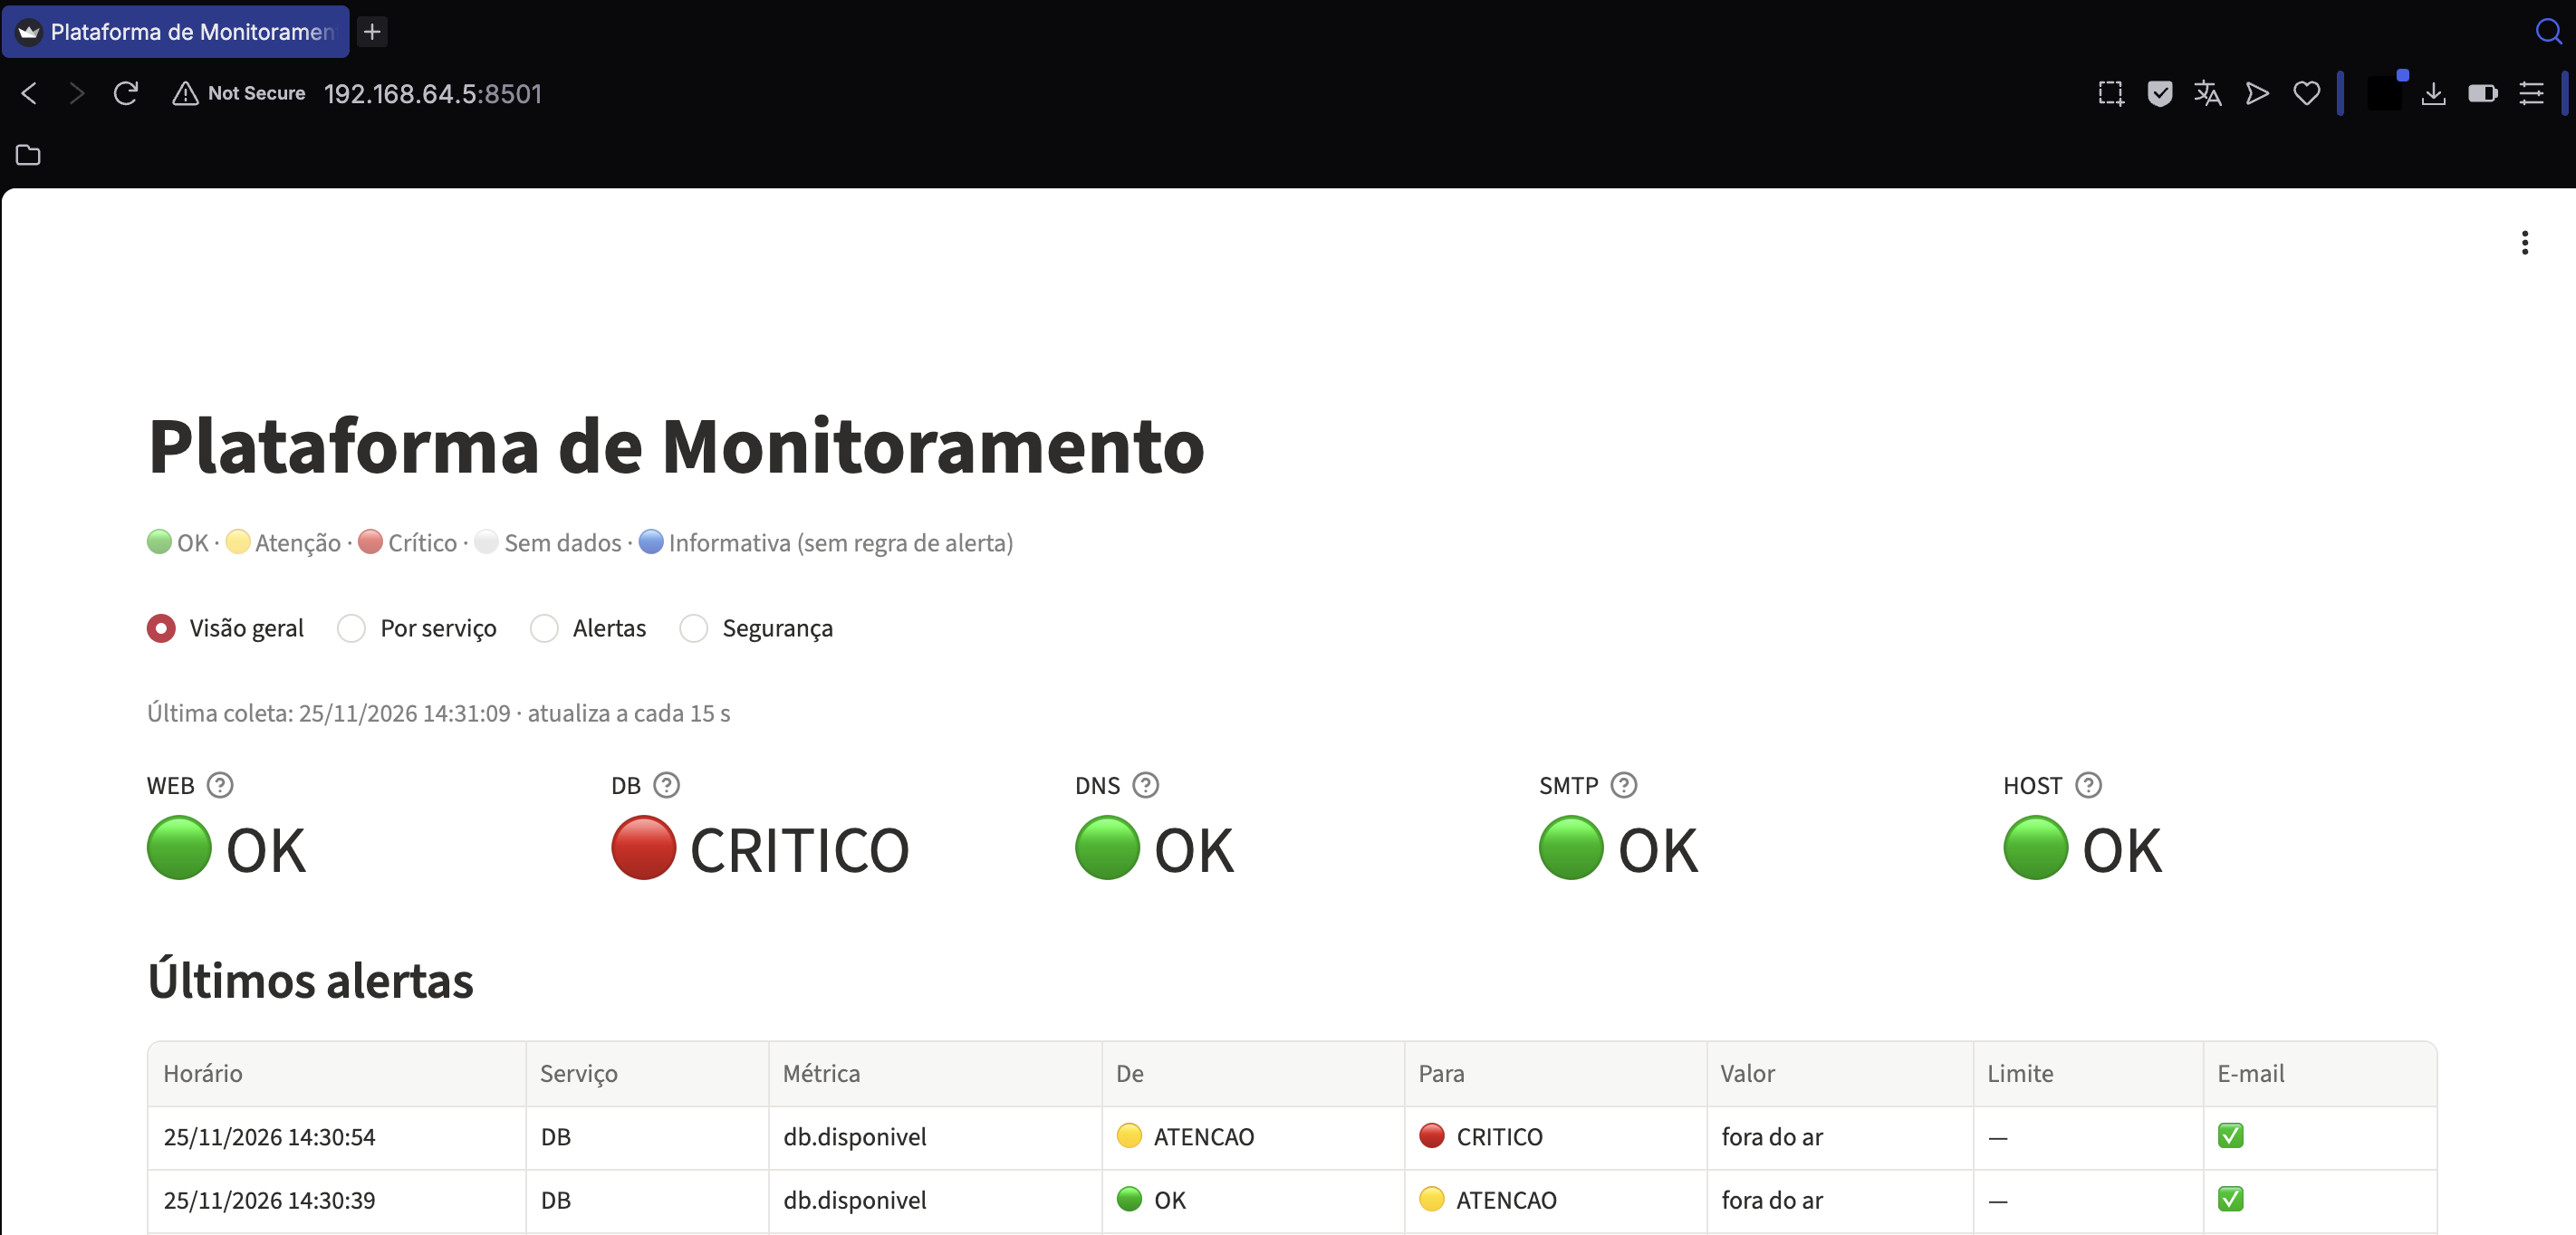 Plataforma de Monitoramen
Not Secure 192.168.64.5:8501
Plataforma de Monitoramento
OK · Atenção · Crítico · Sem dados · Informativa (sem regra de alerta)
Visão geral Por serviço Alertas Segurança
Última coleta: 25/11/2026 14:31:09 · atualiza a cada 15 s
WEB DB DNS SMTP HOST
OK CRITICO OK OK OK
Últimos alertas
Horário Serviço Métrica De Para Valor Limite E-mail
25/11/2026 14:30:54 DB db.disponivel ATENCAO CRITICO fora do ar —
25/11/2026 14:30:39 DB db.disponivel OK ATENCAO fora do ar —